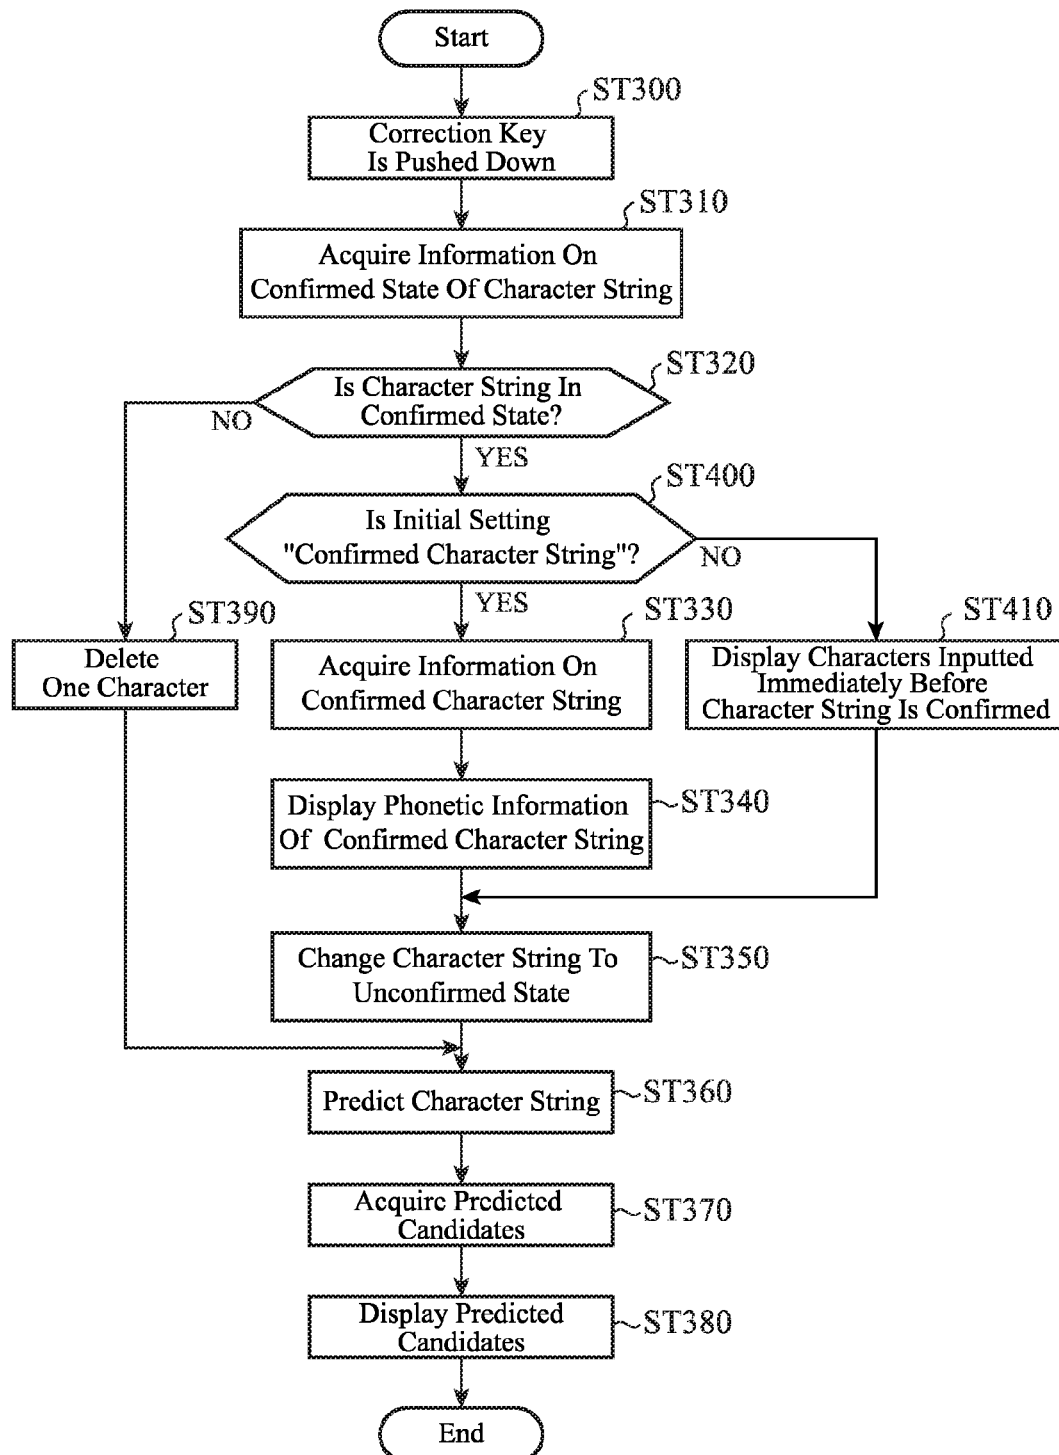 Start
ST300
Correction Key
Is Pushed Down
ST310
Acquire Information On
Confirmed State Of Character String
ST320
Is Character String In
Confirmed State?
NO
YES
ST400
Is Initial Setting
"Confirmed Character String"?
NO
YES
ST390
Delete
One Character
ST330
Acquire Information On
Confirmed Character String
ST410
Display Characters Inputted
Immediately Before
Character String Is Confirmed
ST340
Display Phonetic Information
Of Confirmed Character String
ST350
Change Character String To
Unconfirmed State
ST360
Predict Character String
ST370
Acquire Predicted
Candidates
ST380
Display Predicted
Candidates
End